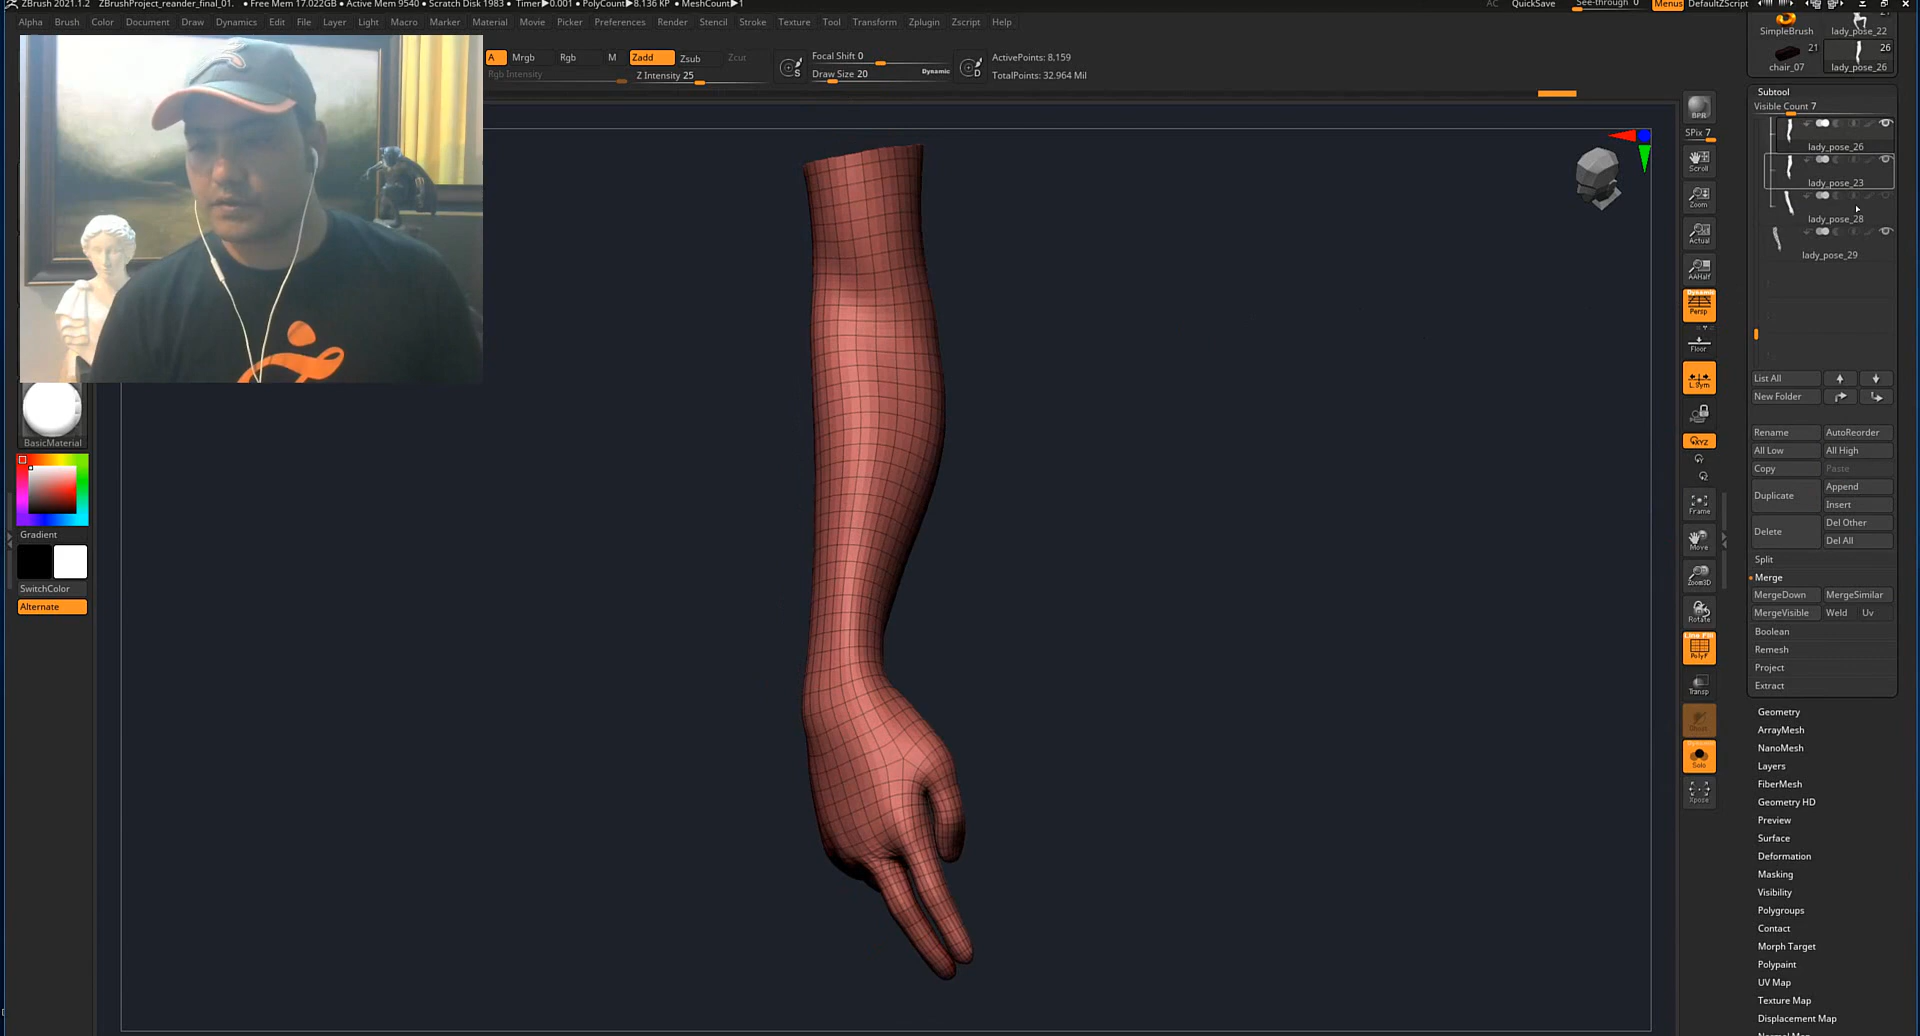 ZBrush 2021.1.2 ZBrushProject_reander_final_01. • Free Mem 17.022GB • Active Mem 9540 • Scratch Disk 1983 • Timer▶0.001 • PolyCount▶8.136 KP • MeshCount▶1
AC QuickSave See-through 0 Menus DefaultZScript
Alpha Brush Color Document Draw Dynamics Edit File Layer Light Macro Marker Material Movie Picker Preferences Render Stencil Stroke Texture Tool Transform Zplugin Zscript Help
A Mrgb Rgb M Zadd Zsub Zcut
Rgb Intensity Z Intensity 25
S
Focal Shift 0
Draw Size 20 Dynamic
D
ActivePoints: 8,159
TotalPoints: 32.964 Mil
BasicMaterial
Gradient
SwitchColor
Alternate
BPR
SPix 7
Scroll
Zoom
Actual
AAHalf
Dynamic
Persp
Floor
L.Sym
XYZ
Frame
Move
Zoom3D
Rotate
Line Fill
PolyF
Transp
Ghost
Dynamic
Solo
Xpose
SimpleBrush
lady_pose_22
21
chair_07
26
lady_pose_26
Subtool
Visible Count 7
lady_pose_26
lady_pose_23
lady_pose_28
lady_pose_29
List All
New Folder
Rename AutoReorder
All Low All High
Copy Paste
Duplicate Append
Insert
Delete Del Other
Del All
Split
Merge
MergeDown MergeSimilar
MergeVisible Weld Uv
Boolean
Remesh
Project
Extract
Geometry
ArrayMesh
NanoMesh
Layers
FiberMesh
Geometry HD
Preview
Surface
Deformation
Masking
Visibility
Polygroups
Contact
Morph Target
Polypaint
UV Map
Texture Map
Displacement Map
Normal Map